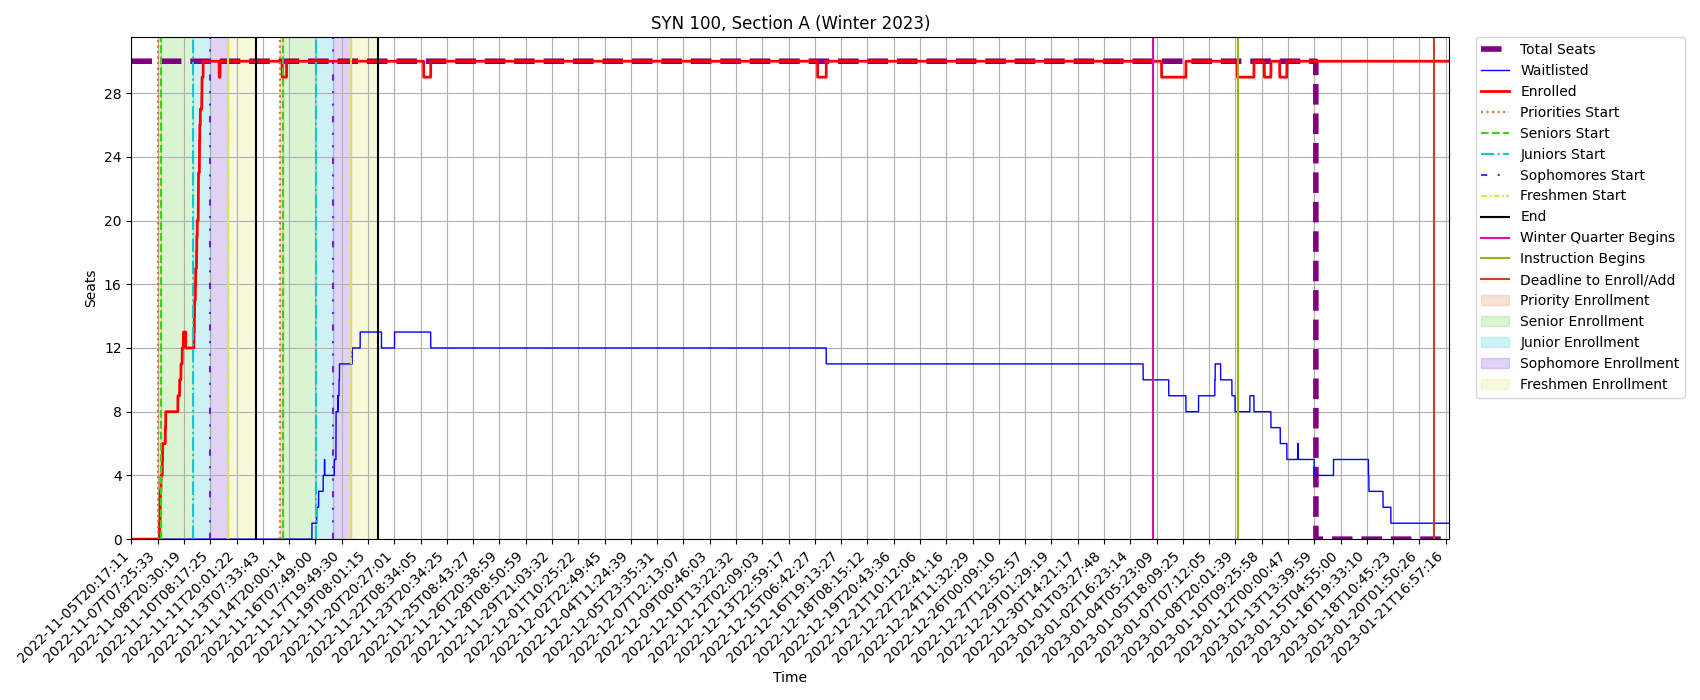 SYN 100, Section A (Winter 2023)
Seats
28
24
20
16
12
8
4
0
2022-11-05T20:17:11
2022-11-07T07:25:33
2022-11-08T20:30:19
2022-11-10T08:17:25
2022-11-11T20:01:22
2022-11-13T07:33:43
2022-11-14T20:00:14
2022-11-16T07:49:00
2022-11-17T19:49:30
2022-11-19T08:01:15
2022-11-20T20:27:01
2022-11-22T08:34:05
2022-11-23T20:34:25
2022-11-25T08:43:27
2022-11-26T20:38:59
2022-11-28T08:50:59
2022-11-29T21:03:32
2022-12-01T10:25:22
2022-12-02T22:49:45
2022-12-04T11:24:39
2022-12-05T23:35:31
2022-12-07T12:13:07
2022-12-09T00:46:03
2022-12-10T13:22:32
2022-12-12T02:09:03
2022-12-13T22:59:17
2022-12-15T06:42:27
2022-12-16T19:13:27
2022-12-18T08:15:12
2022-12-19T20:43:36
2022-12-21T10:12:06
2022-12-22T22:41:16
2022-12-24T11:32:29
2022-12-26T00:09:10
2022-12-27T12:52:57
2022-12-29T01:29:19
2022-12-30T14:21:17
2023-01-01T03:27:48
2023-01-02T16:23:14
2023-01-04T05:23:09
2023-01-05T18:09:25
2023-01-07T07:12:05
2023-01-08T20:01:39
2023-01-10T09:25:58
2023-01-12T00:00:47
2023-01-13T13:39:59
2023-01-15T04:55:00
2023-01-16T19:33:10
2023-01-18T10:45:23
2023-01-20T01:50:26
2023-01-21T16:57:16
Time
Total Seats
Waitlisted
Enrolled
Priorities Start
Seniors Start
Juniors Start
Sophomores Start
Freshmen Start
End
Winter Quarter Begins
Instruction Begins
Deadline to Enroll/Add
Priority Enrollment
Senior Enrollment
Junior Enrollment
Sophomore Enrollment
Freshmen Enrollment